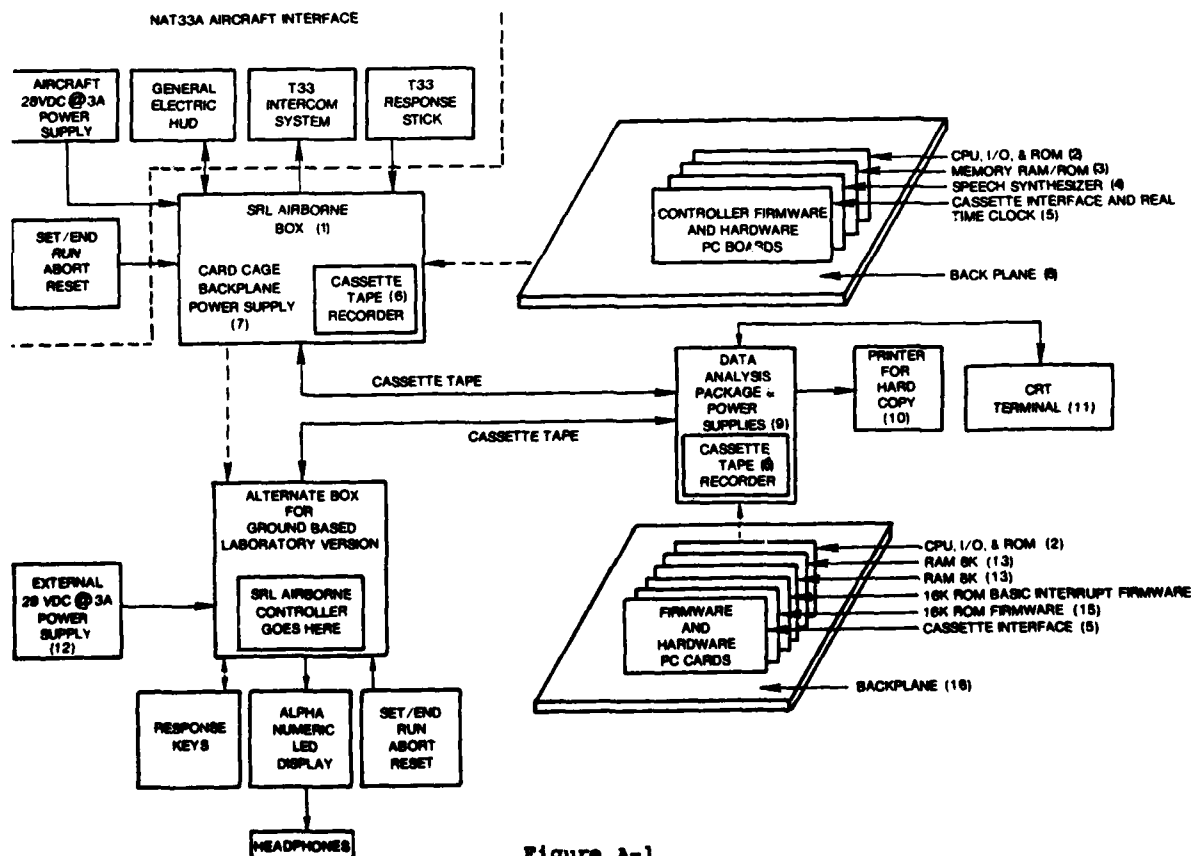 NAT33A AIRCRAFT INTERFACE
AIRCRAFT
28VDC @ 3A
POWER
SUPPLY
GENERAL
ELECTRIC
HUD
T33
INTERCOM
SYSTEM
T33
RESPONSE
STICK
SET/END
RUN
ABORT
RESET
SRL AIRBORNE
BOX (1)
CARD CAGE
BACKPLANE
POWER SUPPLY
(7)
CASSETTE
TAPE (6)
RECORDER
CONTROLLER FIRMWARE
AND HARDWARE
PC BOARDS
CPU, I/O, & ROM (2)
MEMORY RAM/ROM (3)
SPEECH SYNTHESIZER (4)
CASSETTE INTERFACE AND REAL
TIME CLOCK (5)
BACK PLANE
CASSETTE TAPE
CASSETTE TAPE
DATA
ANALYSIS
PACKAGE &
POWER
SUPPLIES (9)
CASSETTE
TAPE
RECORDER
PRINTER
FOR
HARD
COPY
(10)
CRT
TERMINAL (11)
ALTERNATE BOX
FOR
GROUND BASED
LABORATORY VERSION
SRL AIRBORNE
CONTROLLER
GOES HERE
EXTERNAL
28 VDC @ 3A
POWER
SUPPLY
(12)
RESPONSE
KEYS
ALPHA
NUMERIC
LED
DISPLAY
SET/END
RUN
ABORT
RESET
HEADPHONES
FIRMWARE
AND
HARDWARE
PC CARDS
CPU, I/O, & ROM (2)
RAM 8K (13)
RAM 8K (13)
16K ROM BASIC INTERRUPT FIRMWARE
16K ROM FIRMWARE (15)
CASSETTE INTERFACE (5)
BACKPLANE (16)
Figure A-1